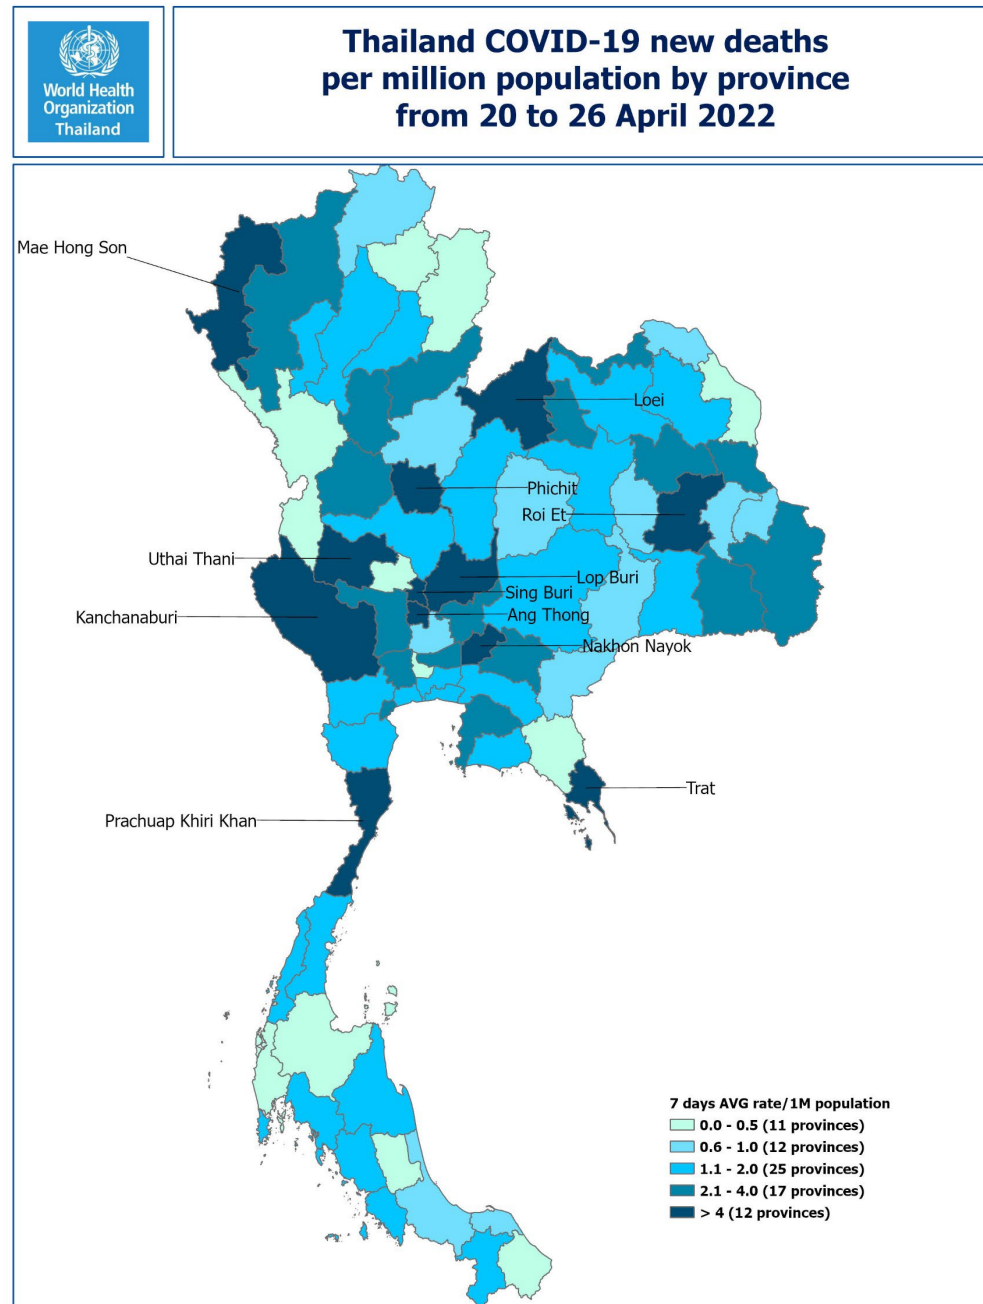 World Health
Organization
Thailand
Thailand COVID-19 new deaths
per million population by province
from 20 to 26 April 2022
Mae Hong Son
Loei
Phichit
Roi Et
Uthai Thani
Lop Buri
Sing Buri
Kanchanaburi
Ang Thong
Nakhon Nayok
Trat
Prachuap Khiri Khan
7 days AVG rate/1M population
0.0 - 0.5 (11 provinces)
0.6 - 1.0 (12 provinces)
1.1 - 2.0 (25 provinces)
2.1 - 4.0 (17 provinces)
> 4 (12 provinces)